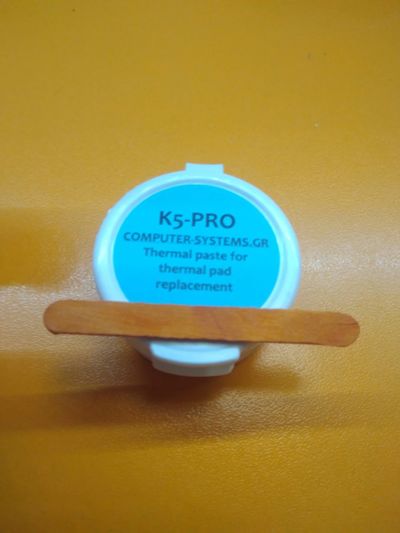 K5-PRO
COMPUTER-SYSTEMS.GR
Thermal paste for
thermal pad
replacement